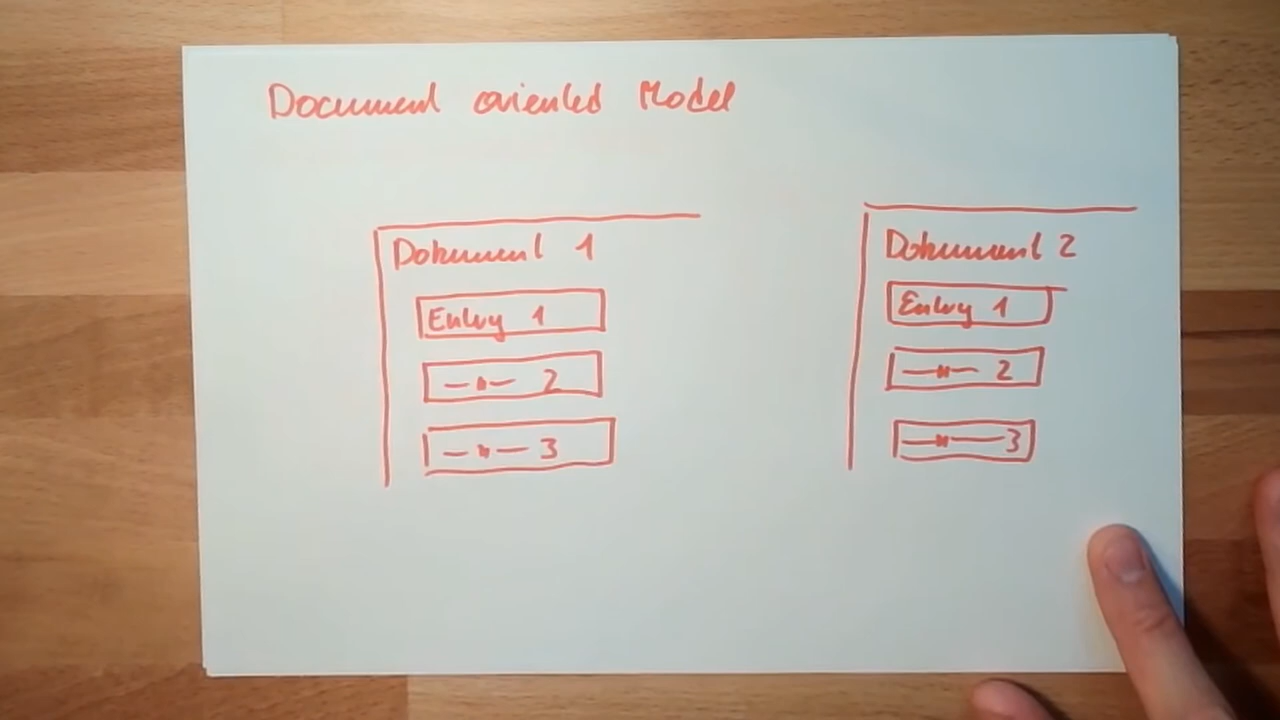 Document oriented Model
Dokument 1
Entry 1
—"— 2
—"— 3
Dokument 2
Entry 1
—"— 2
—"— 3